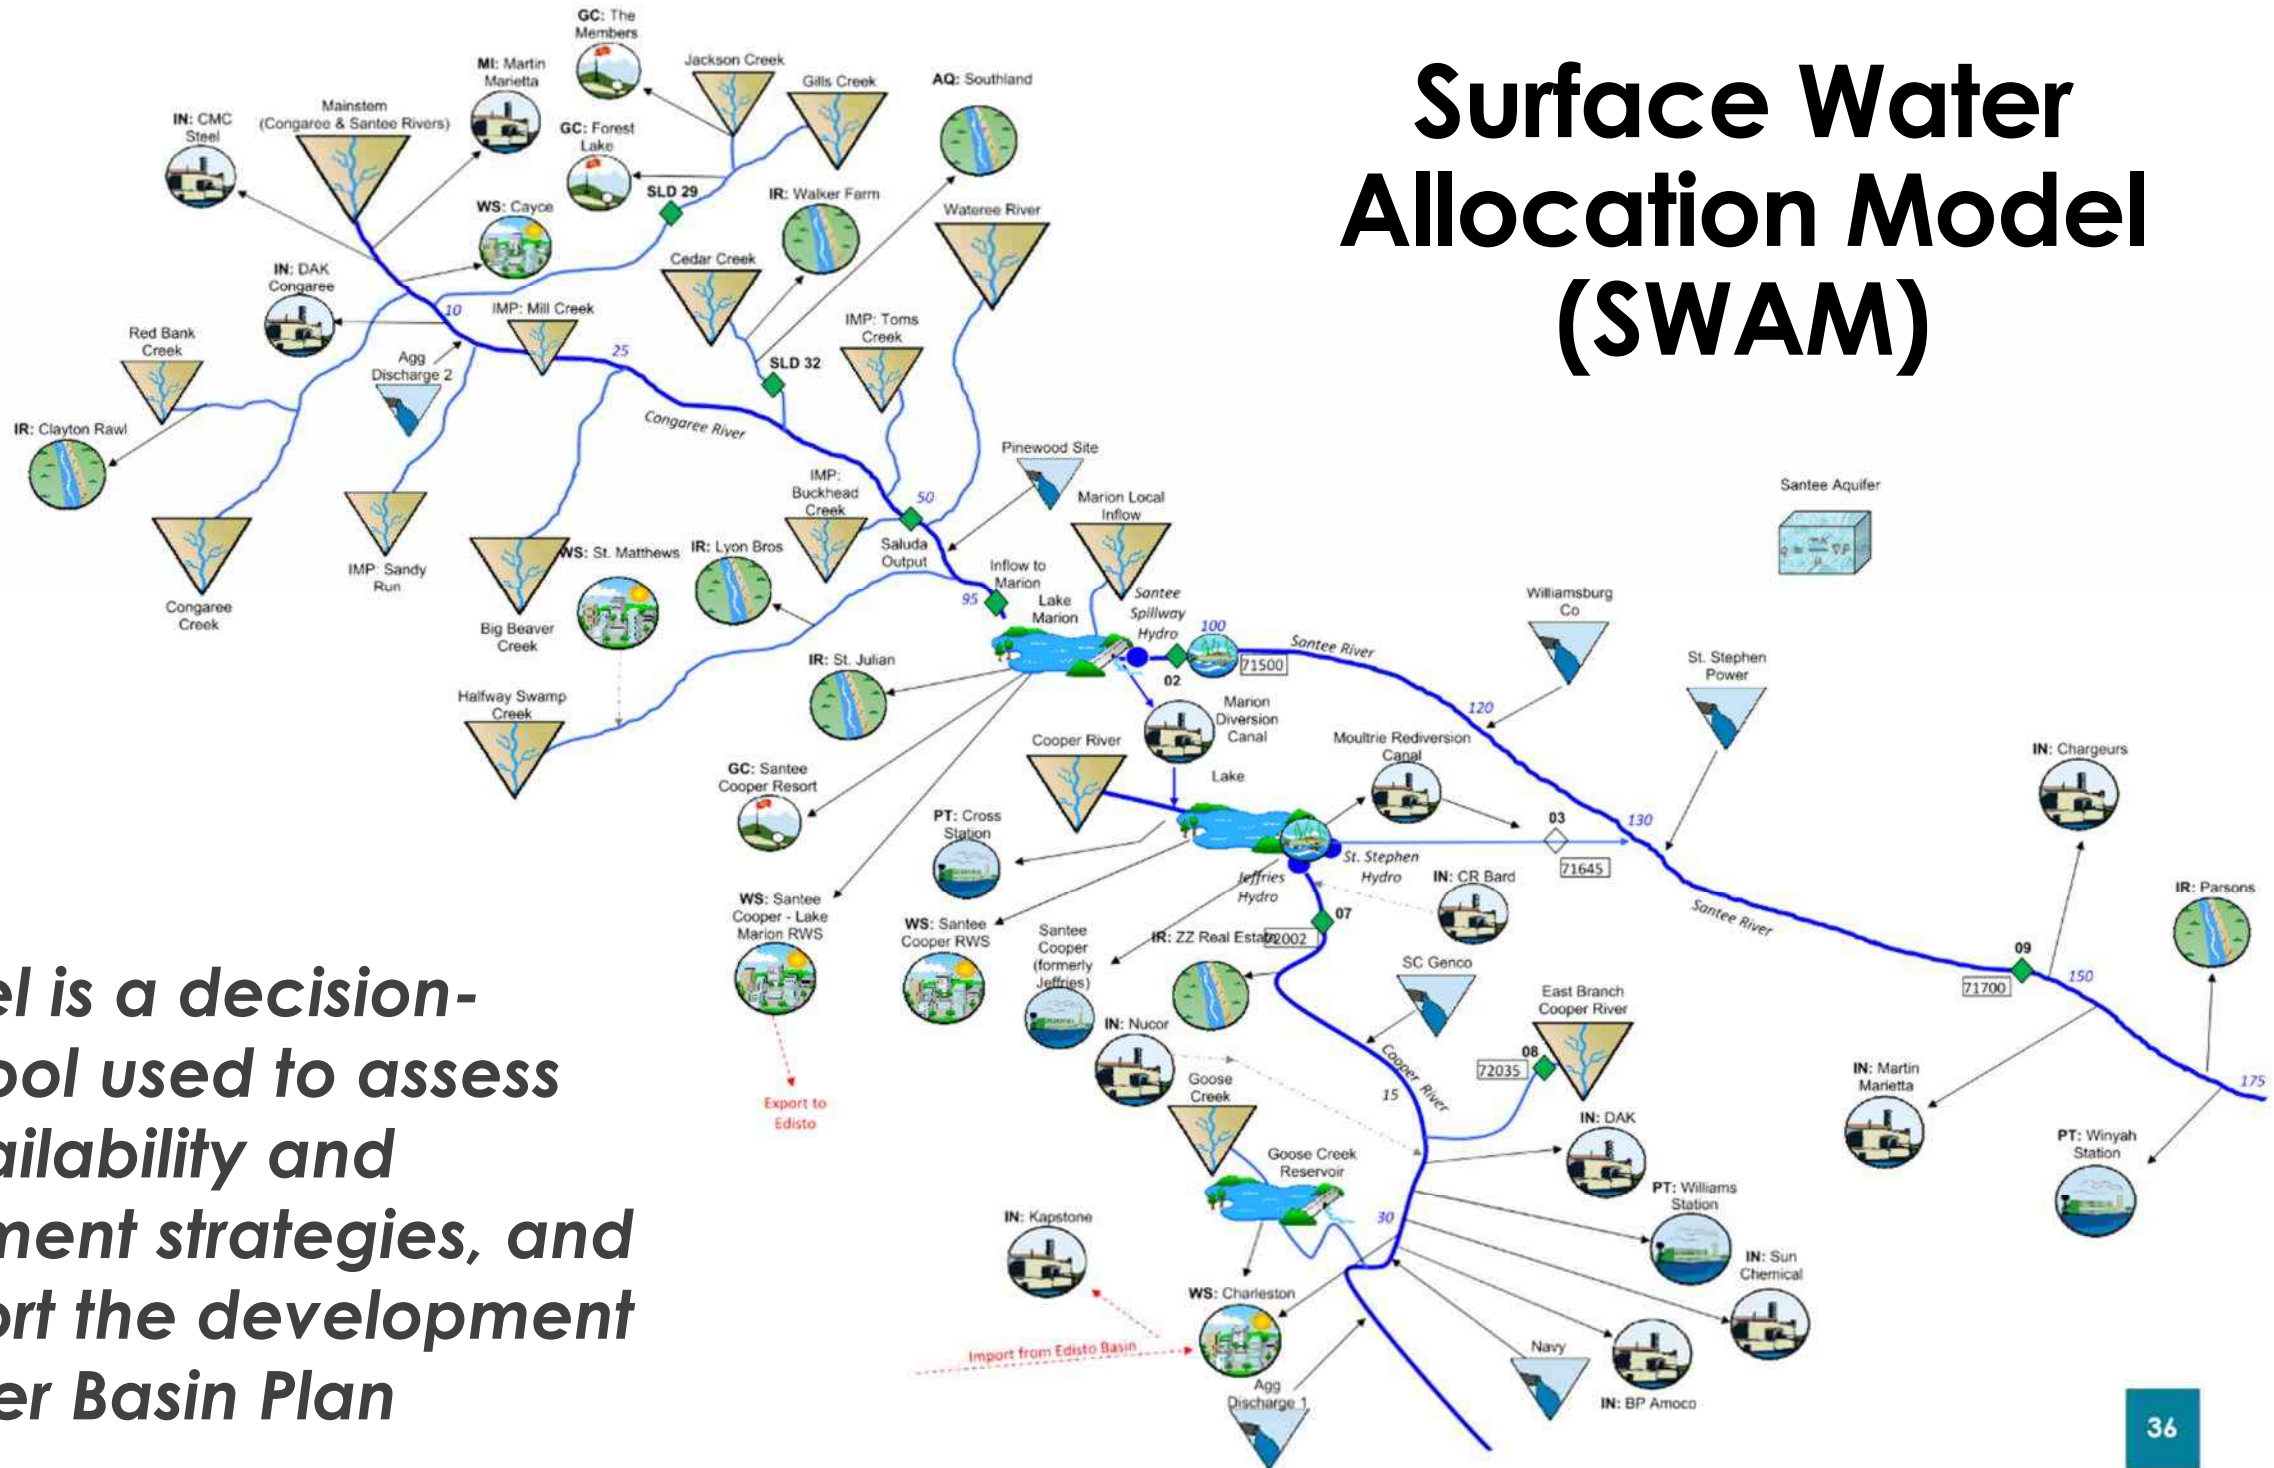 Surface Water
Allocation Model
(SWAM)
GC: The
Members
MI: Martin
Marietta
Jackson Creek
Gills Creek
AQ: Southland
Mainstem
(Congaree & Santee Rivers)
IN: CMC
Steel
GC: Forest
Lake
SLD 29
IR: Walker Farm
WS: Cayce
Wateree River
Cedar Creek
IN: DAK
Congaree
10
IMP: Mill Creek
IMP: Toms
Creek
Red Bank
Creek
Agg
Discharge 2
25
SLD 32
IR: Clayton Rawl
Congaree River
Pinewood Site
IMP:
Buckhead
Creek
50
Marion Local
Inflow
Santee Aquifer
Saluda
Output
WS: St. Matthews
IR: Lyon Bros
IMP: Sandy
Run
Inflow to
Marion
95
Lake
Marion
Santee
Spillway
Hydro
Congaree
Creek
Big Beaver
Creek
100
Santee River
71500
02
Williamsburg
Co
St. Stephen
Power
IR: St. Julian
Halfway Swamp
Creek
Marion
Diversion
Canal
120
Cooper River
Moultrie Rediversion
Canal
IN: Chargeurs
GC: Santee
Cooper Resort
Lake
PT: Cross
Station
03
130
St. Stephen
Hydro
71645
Jeffries
Hydro
IN: CR Bard
IR: Parsons
WS: Santee
Cooper - Lake
Marion RWS
WS: Santee
Cooper RWS
Santee
Cooper
(formerly
Jeffries)
07
IR: ZZ Real Estate
72002
Santee River
09
71700
150
SC Genco
East Branch
Cooper River
IN: Nucor
Cooper River
08
72035
175
15
Goose
Creek
IN: Martin
Marietta
Export to
Edisto
IN: DAK
PT: Winyah
Station
Goose Creek
Reservoir
PT: Williams
Station
30
IN: Kapstone
IN: Sun
Chemical
WS: Charleston
Import from Edisto Basin
Navy
Agg
Discharge 1
IN: BP Amoco
el is a decision-
ool used to assess
ailability and
ment strategies, and
ort the development
er Basin Plan
36